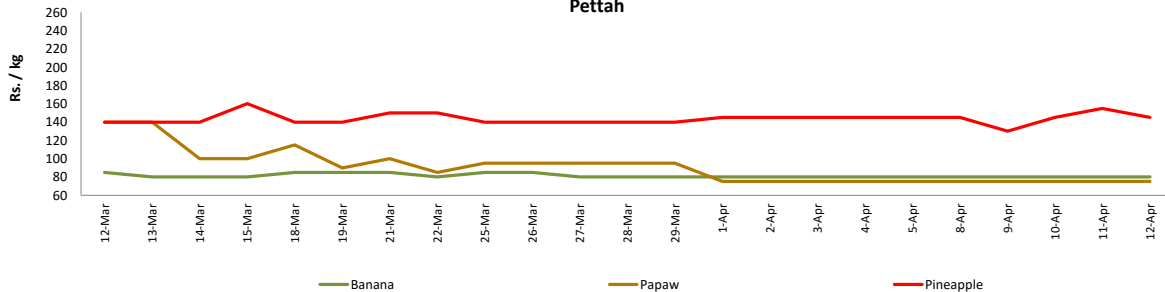 Pettah
Rs. / kg
260
240
220
200
180
160
140
120
100
80
60
12-Mar
13-Mar
14-Mar
15-Mar
18-Mar
19-Mar
21-Mar
22-Mar
25-Mar
26-Mar
27-Mar
28-Mar
29-Mar
1-Apr
2-Apr
3-Apr
4-Apr
5-Apr
8-Apr
9-Apr
10-Apr
11-Apr
12-Apr
Banana Papaw Pineapple